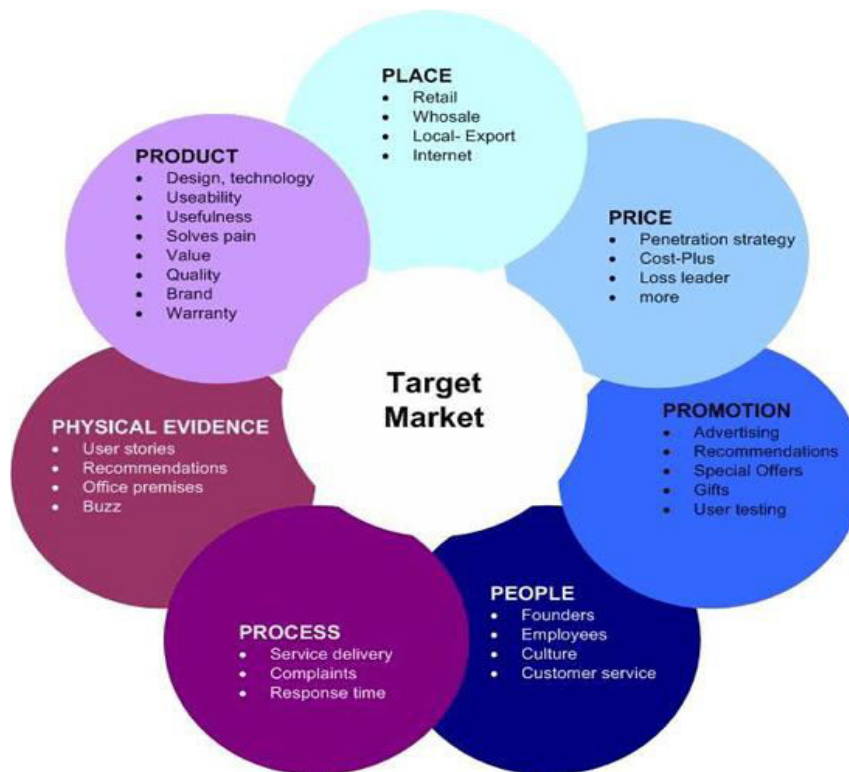 PLACE
• Retail
• Whosale
• Local- Export
• Internet
PRICE
• Penetration strategy
• Cost-Plus
• Loss leader
• more
PROMOTION
• Advertising
• Recommendations
• Special Offers
• Gifts
• User testing
PEOPLE
• Founders
• Employees
• Culture
• Customer service
PROCESS
• Service delivery
• Complaints
• Response time
PHYSICAL EVIDENCE
• User stories
• Recommendations
• Office premises
• Buzz
PRODUCT
• Design, technology
• Useability
• Usefulness
• Solves pain
• Value
• Quality
• Brand
• Warranty
Target
Market